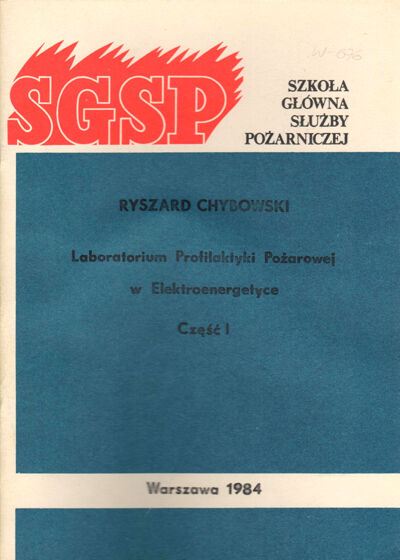 SGSP
SZKOŁA
GŁÓWNA
SŁUŻBY
POŻARNICZEJ
RYSZARD CHYBOWSKI
Laboratorium Profilaktyki Pożarowej
w Elektroenergetyce
Część I
Warszawa 1984